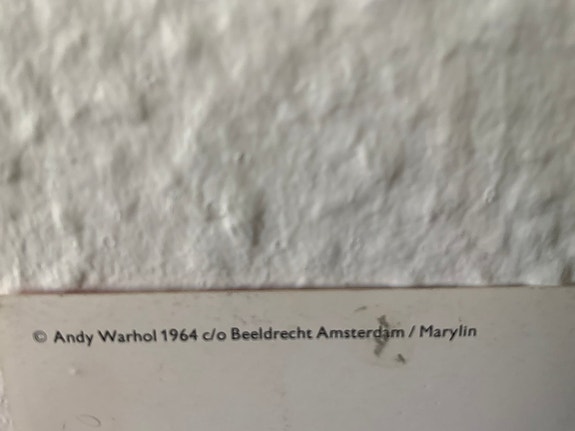 © Andy Warhol 1964 c/o Beeldrecht Amsterdam / Marylin